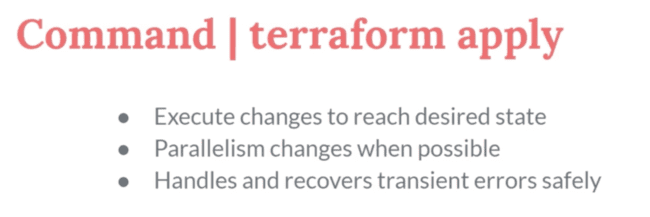 Command | terraform apply
● Execute changes to reach desired state
● Parallelism changes when possible
● Handles and recovers transient errors safely